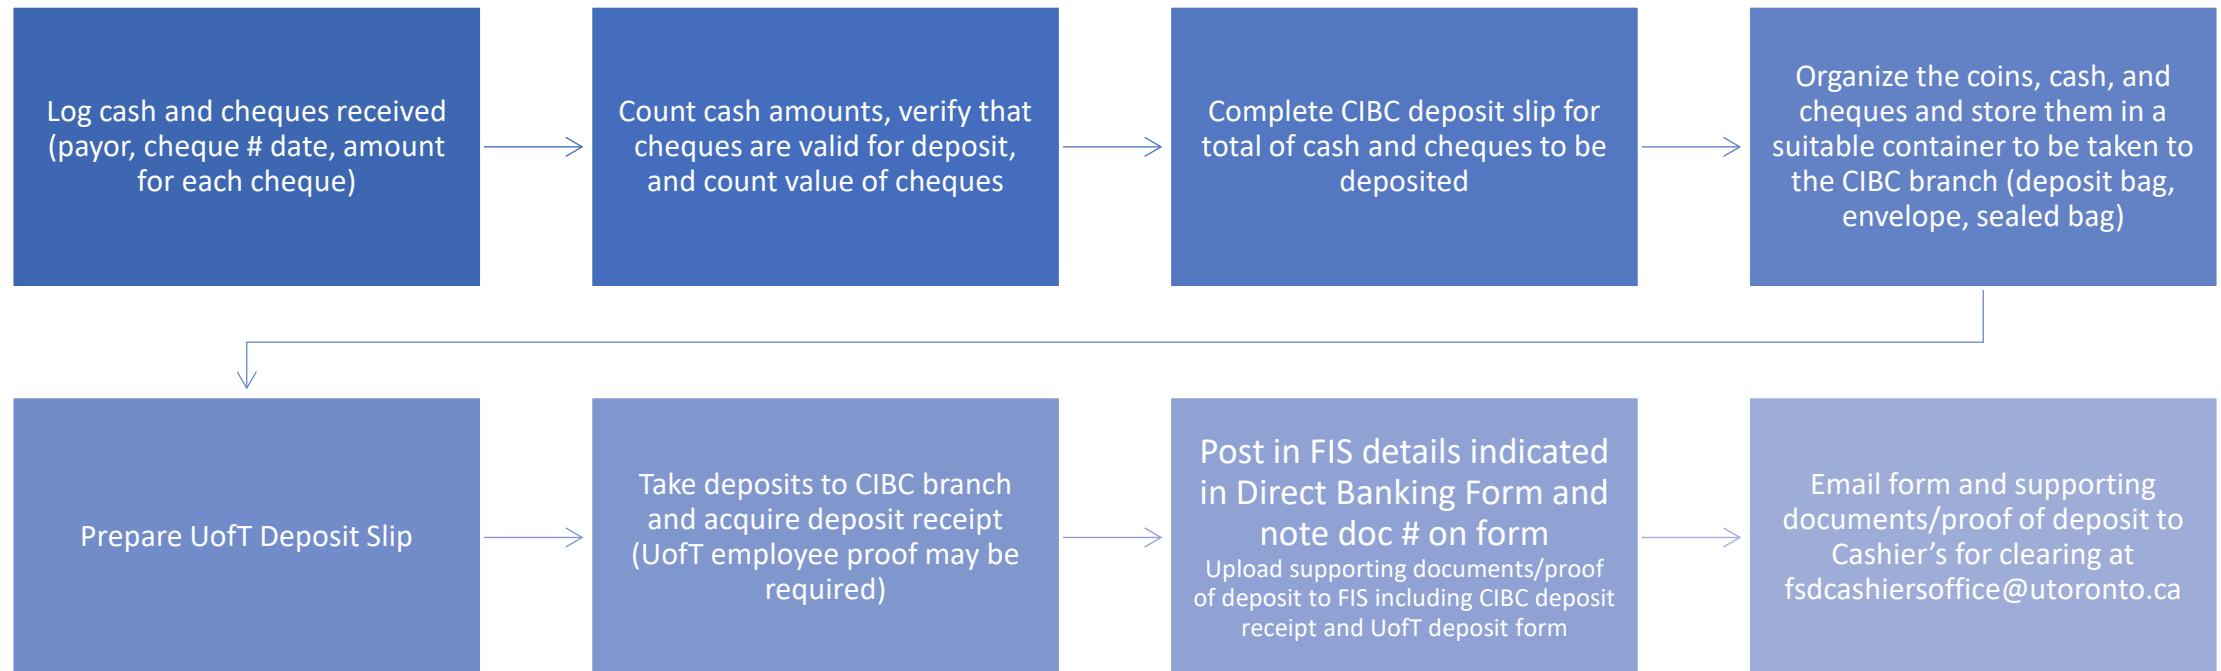 Log cash and cheques received
(payor, cheque # date, amount
for each cheque)
Count cash amounts, verify that
cheques are valid for deposit,
and count value of cheques
Complete CIBC deposit slip for
total of cash and cheques to be
deposited
Organize the coins, cash, and
cheques and store them in a
suitable container to be taken to
the CIBC branch (deposit bag,
envelope, sealed bag)
Prepare UofT Deposit Slip
Take deposits to CIBC branch
and acquire deposit receipt
(UofT employee proof may be
required)
Post in FIS details indicated
in Direct Banking Form and
note doc # on form
Upload supporting documents/proof
of deposit to FIS including CIBC deposit
receipt and UofT deposit form
Email form and supporting
documents/proof of deposit to
Cashier’s for clearing at
fsdcashiersoffice@utoronto.ca